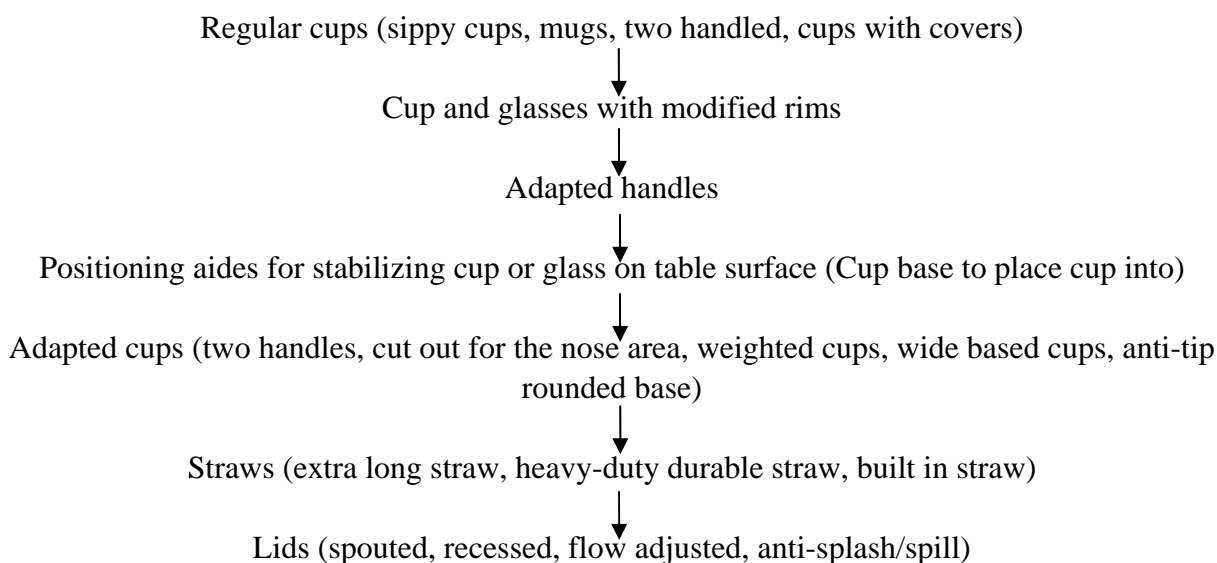 Regular cups (sippy cups, mugs, two handled, cups with covers)
Cup and glasses with modified rims
Adapted handles
Positioning aides for stabilizing cup or glass on table surface (Cup base to place cup into)
Adapted cups (two handles, cut out for the nose area, weighted cups, wide based cups, anti-tip
rounded base)
Straws (extra long straw, heavy-duty durable straw, built in straw)
Lids (spouted, recessed, flow adjusted, anti-splash/spill)